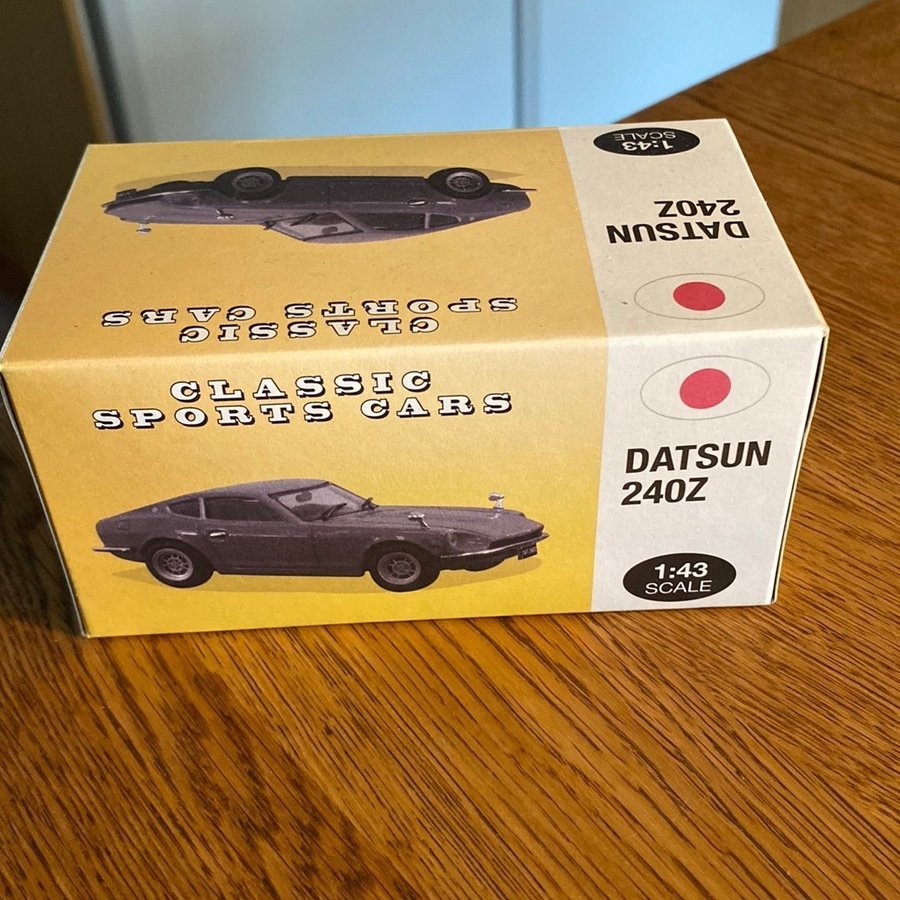 1:43
SCALE
DATSUN
240Z
CLASSIC
SPORTS CARS
CLASSIC
SPORTS CARS
DATSUN
240Z
1:43
SCALE